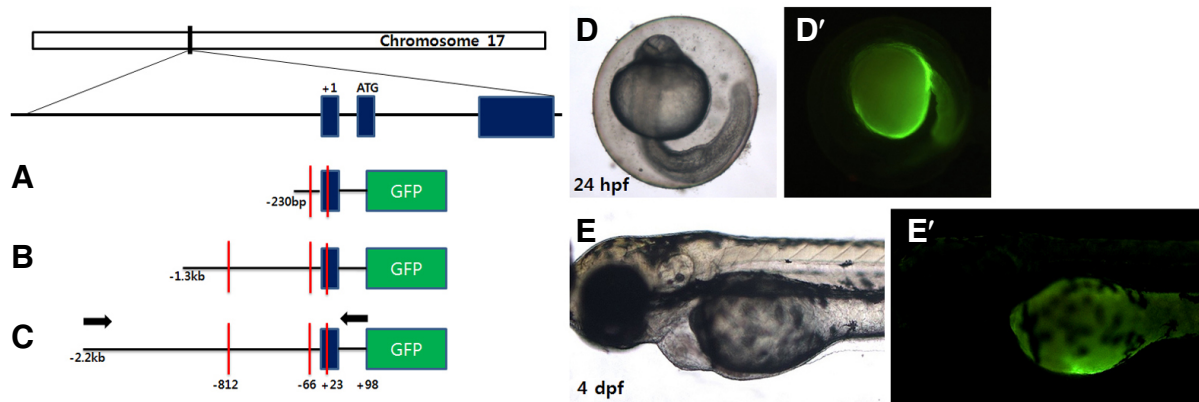 Chromosome 17
+1
ATG
A
-230bp
GFP
B
-1.3kb
GFP
C
-2.2kb
GFP
-812
-66
+23
+98
D
24 hpf
D′
E
4 dpf
E′